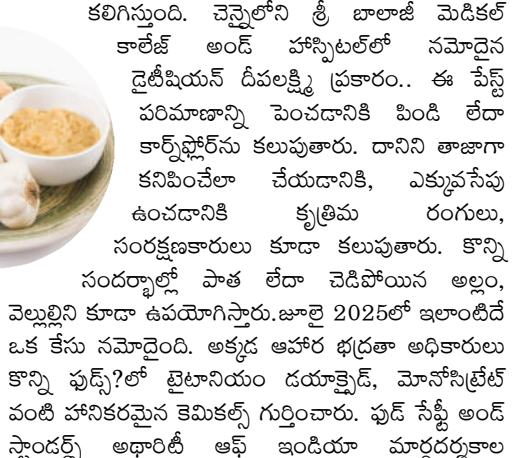 కలిగిస్తుంది. చెన్నైలోని శ్రీ బాలాజీ మెడికల్
కాలేజ్ అండ్ హాస్పిటల్‌లో నమోదైన
డైటీషియన్ దీపలక్ష్మి ప్రకారం.. ఈ పేస్ట్
పరిమాణాన్ని పెంచడానికి పిండి లేదా
కార్న్‌ఫ్లోర్‌ను కలుపుతారు. దానిని తాజాగా
కనిపించేలా చేయడానికి, ఎక్కువసేపు
ఉంచడానికి కృత్రిమ రంగులు,
సంరక్షణకారులు కూడా కలుపుతారు. కొన్ని
సందర్భాల్లో పాత లేదా చెడిపోయిన అల్లం,
వెల్లుల్లిని కూడా ఉపయోగిస్తారు.జూలై 2025లో ఇలాంటిదే
ఒక కేసు నమోదైంది. అక్కడ ఆహార భద్రతా అధికారులు
కొన్ని ఫుడ్స్?లో టైటానియం డయాక్సైడ్, మోనోసిట్రేట్
వంటి హానికరమైన కెమికల్స్ గుర్తించారు. ఫుడ్ సేఫ్టీ అండ్
స్టాండర్డ్స్ అథారిటీ ఆఫ్ ఇండియా మార్గదర్శకాల